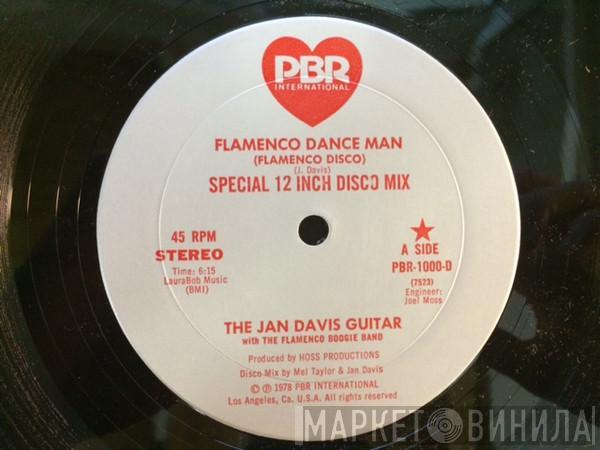 PBR
INTERNATIONAL
FLAMENCO DANCE MAN
(FLAMENCO DISCO)
(J. Davis)
SPECIAL 12 INCH DISCO MIX
45 RPM
STEREO
Time: 6:15
LauraBob Music
(BMI)
★
A SIDE
PBR-1000-D
(7523)
Engineer:
Joel Moss
THE JAN DAVIS GUITAR
with THE FLAMENCO BOOGIE BAND
Produced by HOSS PRODUCTIONS
Disco Mix by Mel Taylor & Jan Davis
© ℗ 1978 PBR INTERNATIONAL
Los Angeles, Ca. U.S.A. All rights reserved
МАРКЕТ ВИНИЛА